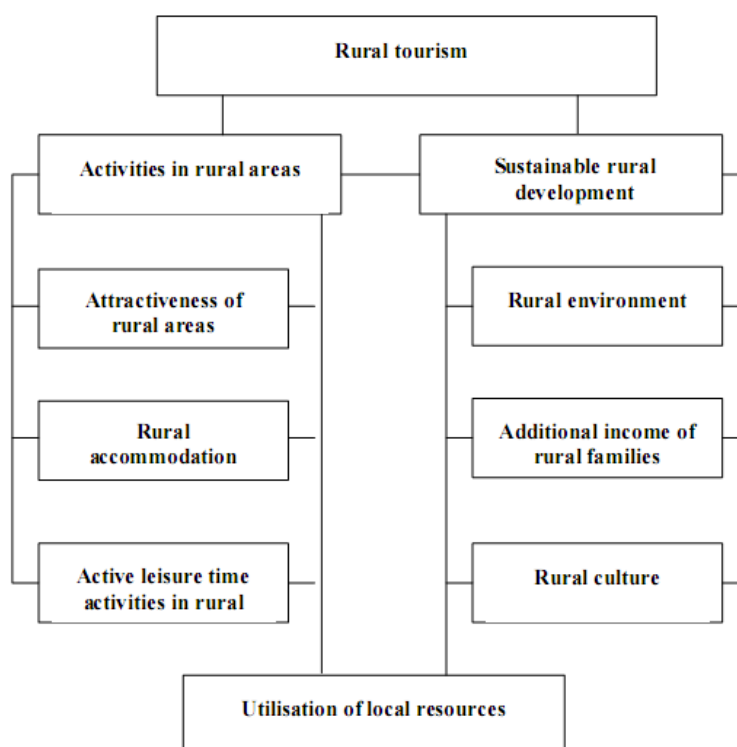 Rural tourism
Activities in rural areas
Sustainable rural
development
Attractiveness of
rural areas
Rural environment
Rural
accommodation
Additional income of
rural families
Active leisure time
activities in rural
Rural culture
Utilisation of local resources